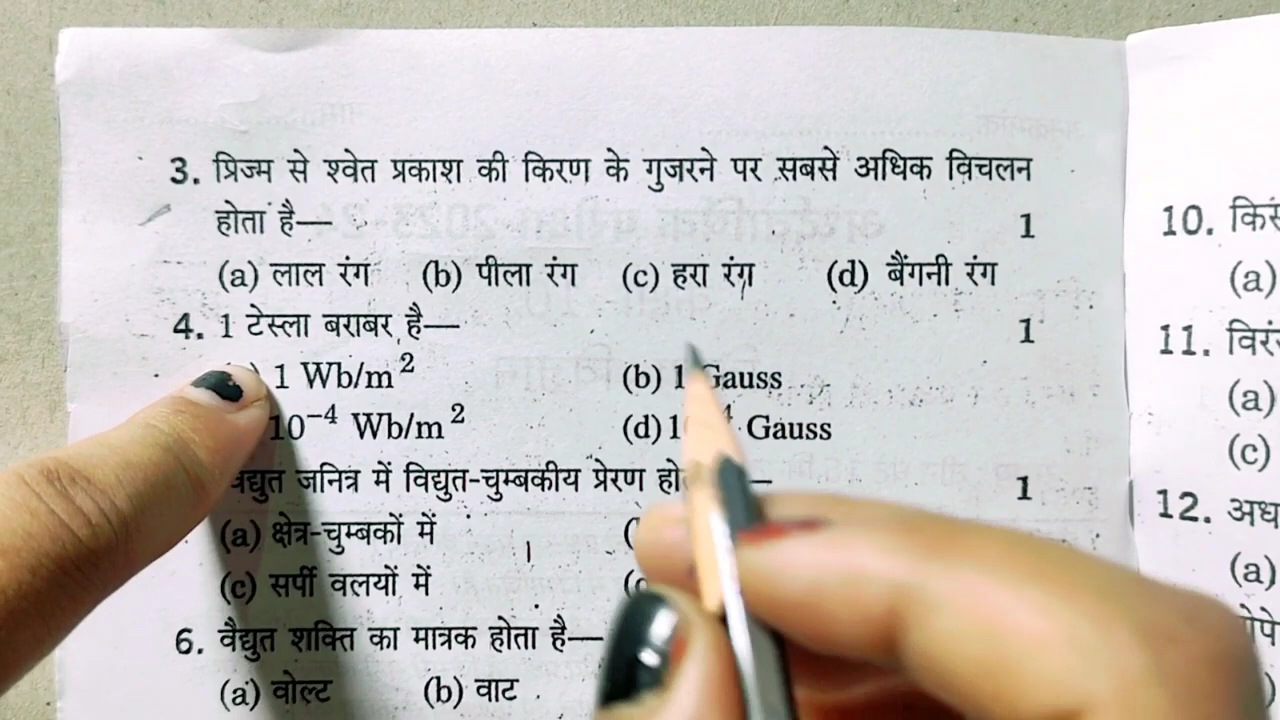 3. प्रिज्म से श्वेत प्रकाश की किरण के गुजरने पर सबसे अधिक विचलन
होता है— 1
(a) लाल रंग (b) पीला रंग (c) हरा रंग (d) बैंगनी रंग
4. 1 टेस्ला बराबर है— 1
1 Wb/m² (b) 1 Gauss
10⁻⁴ Wb/m² (d) Gauss
जनित्र में विद्युत-चुम्बकीय प्रेरण 1
(a) क्षेत्र-चुम्बकों में
(c) सर्पी वलयों में
6. वैद्युत शक्ति का मात्रक होता है—
(a) वोल्ट (b) वाट
10.
(a)
11.
(a)
(c)
12.
(a)